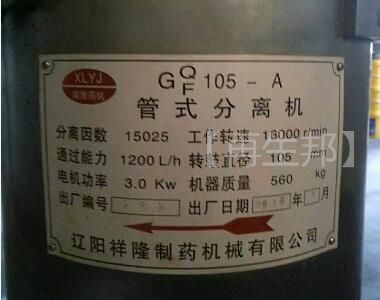 XLYJ
祥隆药机
GQF105-A
管式分离机
分离因数 15025 工作转速 16000 r/min
通过能力 1200 L/h 转鼓直径 105 mm
电机功率 3.0 Kw 机器质量 560 kg
出厂编号 出厂日期 年 月
辽阳祥隆制药机械有限公司
【再生邦】